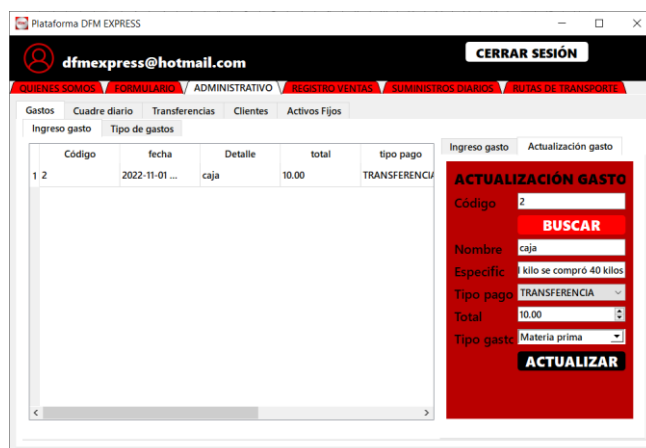 Plataforma DFM EXPRESS
dfmexpress@hotmail.com
CERRAR SESIÓN
QUIENES SOMOS FORMULARIO ADMINISTRATIVO REGISTRO VENTAS SUMINISTROS DIARIOS RUTAS DE TRANSPORTE
Gastos Cuadre diario Transferencias Clientes Activos Fijos
Ingreso gasto Tipo de gastos
Código fecha Detalle total tipo pago
1 2 2022-11-01 ... caja 10.00 TRANSFERENCIA
Ingreso gasto Actualización gasto
ACTUALIZACIÓN GASTO
Código 2
BUSCAR
Nombre caja
Especific l kilo se compró 40 kilos
Tipo pago TRANSFERENCIA
Total 10.00
Tipo gasto Materia prima
ACTUALIZAR